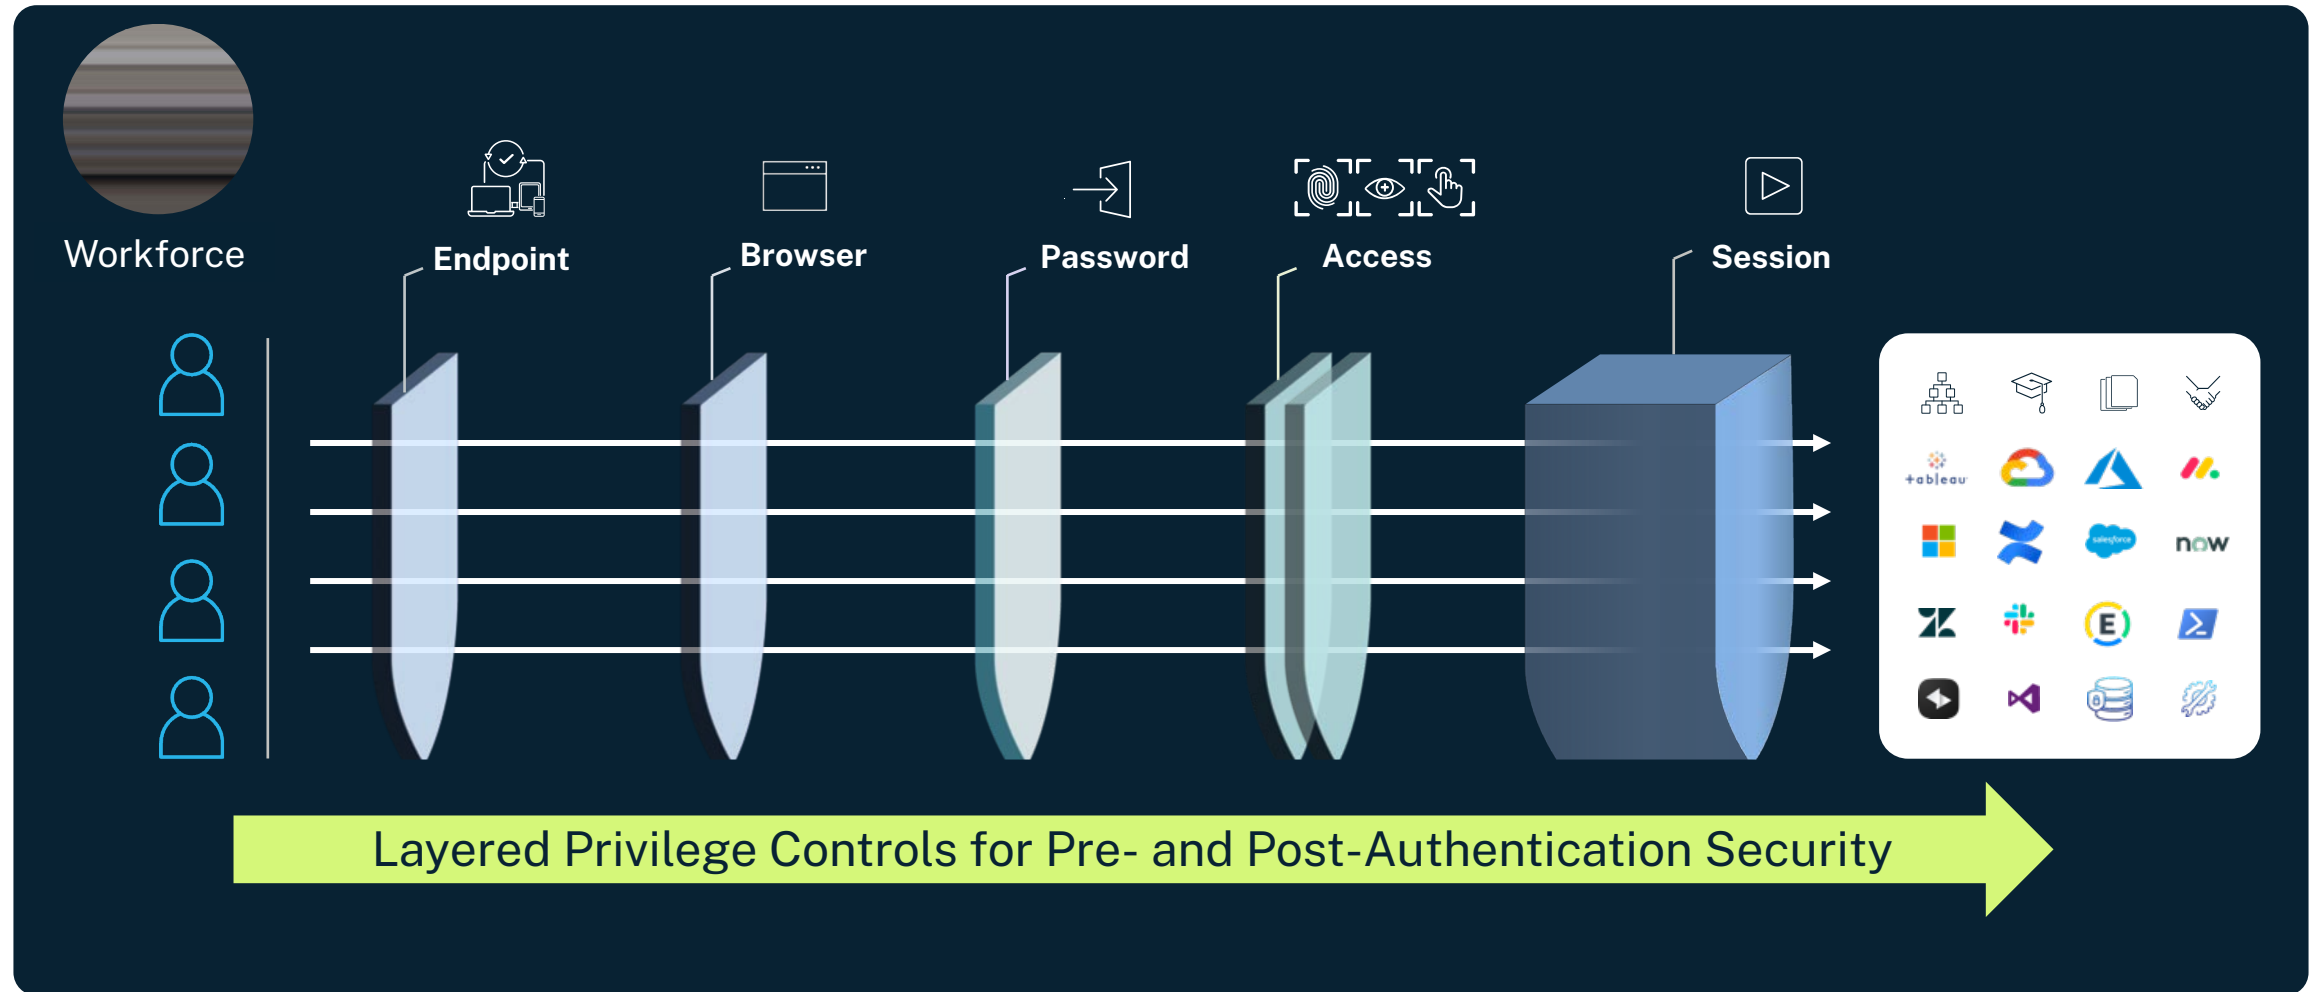 Workforce
Endpoint
Browser
Password
Access
Session
+ableau
salesforce
now
E
Layered Privilege Controls for Pre- and Post-Authentication Security